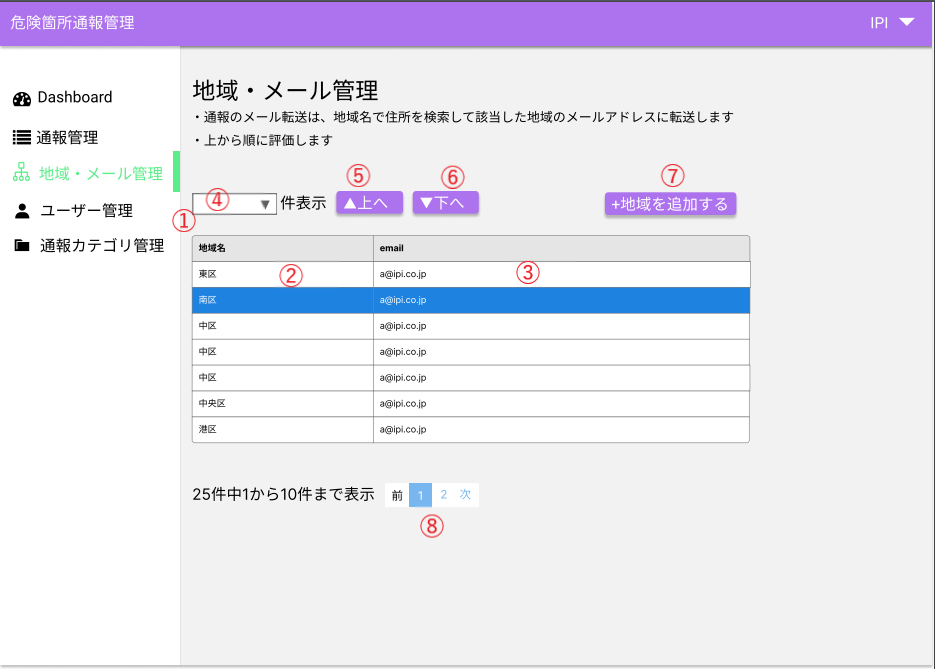 危険箇所通報管理
IPI
Dashboard
通報管理
地域・メール管理
ユーザー管理
通報カテゴリ管理
地域・メール管理
・通報のメール転送は、地域名で住所を検索して該当した地域のメールアドレスに転送します
・上から順に評価します
⑤ ⑥ ⑦
④ ▼ 件表示 ▲上へ ▼下へ +地域を追加する
①
地域名 email
東区 ② a@ipi.co.jp ③
南区 a@ipi.co.jp
中区 a@ipi.co.jp
中区 a@ipi.co.jp
中区 a@ipi.co.jp
中央区 a@ipi.co.jp
港区 a@ipi.co.jp
25件中1から10件まで表示 前 1 2 次
⑧